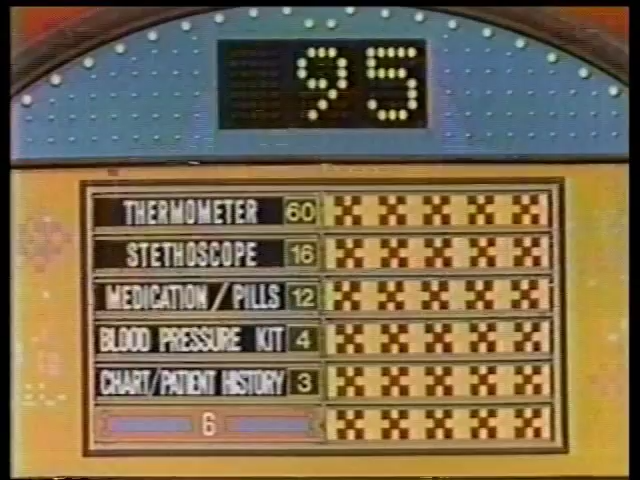 95
THERMOMETER 60
STETHOSCOPE 16
MEDICATION/PILLS 12
BLOOD PRESSURE KIT 4
CHART/PATIENT HISTORY 3
6